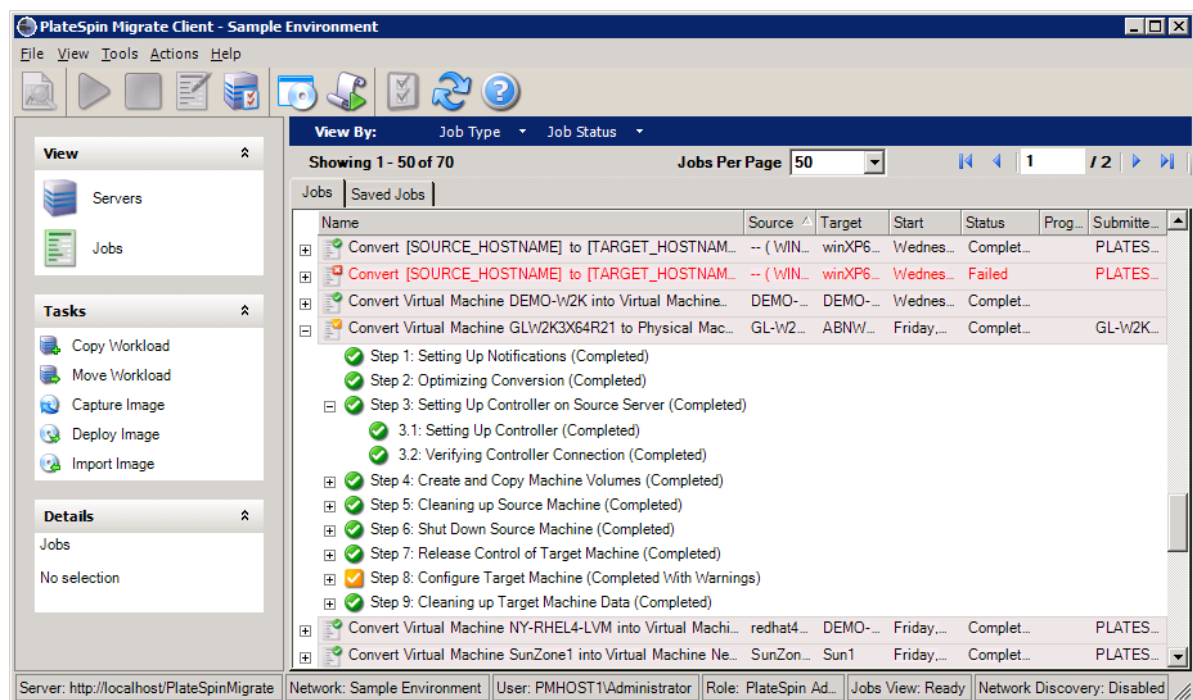 PlateSpin Migrate Client - Sample Environment
File View Tools Actions Help
View By: Job Type Job Status
Showing 1 - 50 of 70 Jobs Per Page 50 1 / 2
Jobs Saved Jobs
Name Source Target Start Status Prog... Submitte...
Convert [SOURCE_HOSTNAME] to [TARGET_HOSTNAM... -- ( WIN... winXP6... Wednes... Complet... PLATES...
Convert [SOURCE_HOSTNAME] to [TARGET_HOSTNAM... -- ( WIN... winXP6... Wednes... Failed PLATES...
Convert Virtual Machine DEMO-W2K into Virtual Machine... DEMO-... DEMO-... Wednes... Complet...
Convert Virtual Machine GLW2K3X64R21 to Physical Mac... GL-W2... ABNW... Friday,... Complet... GL-W2K...
Step 1: Setting Up Notifications (Completed)
Step 2: Optimizing Conversion (Completed)
Step 3: Setting Up Controller on Source Server (Completed)
3.1: Setting Up Controller (Completed)
3.2: Verifying Controller Connection (Completed)
Step 4: Create and Copy Machine Volumes (Completed)
Step 5: Cleaning up Source Machine (Completed)
Step 6: Shut Down Source Machine (Completed)
Step 7: Release Control of Target Machine (Completed)
Step 8: Configure Target Machine (Completed With Warnings)
Step 9: Cleaning up Target Machine Data (Completed)
Convert Virtual Machine NY-RHEL4-LVM into Virtual Machi... redhat4... DEMO-... Friday,... Complet... PLATES...
Convert Virtual Machine SunZone1 into Virtual Machine Ne... SunZon... Sun1 Friday,... Complet... PLATES...
View
Servers
Jobs
Tasks
Copy Workload
Move Workload
Capture Image
Deploy Image
Import Image
Details
Jobs
No selection
Server: http://localhost/PlateSpinMigrate Network: Sample Environment User: PMHOST1\Administrator Role: PlateSpin Ad... Jobs View: Ready Network Discovery: Disabled